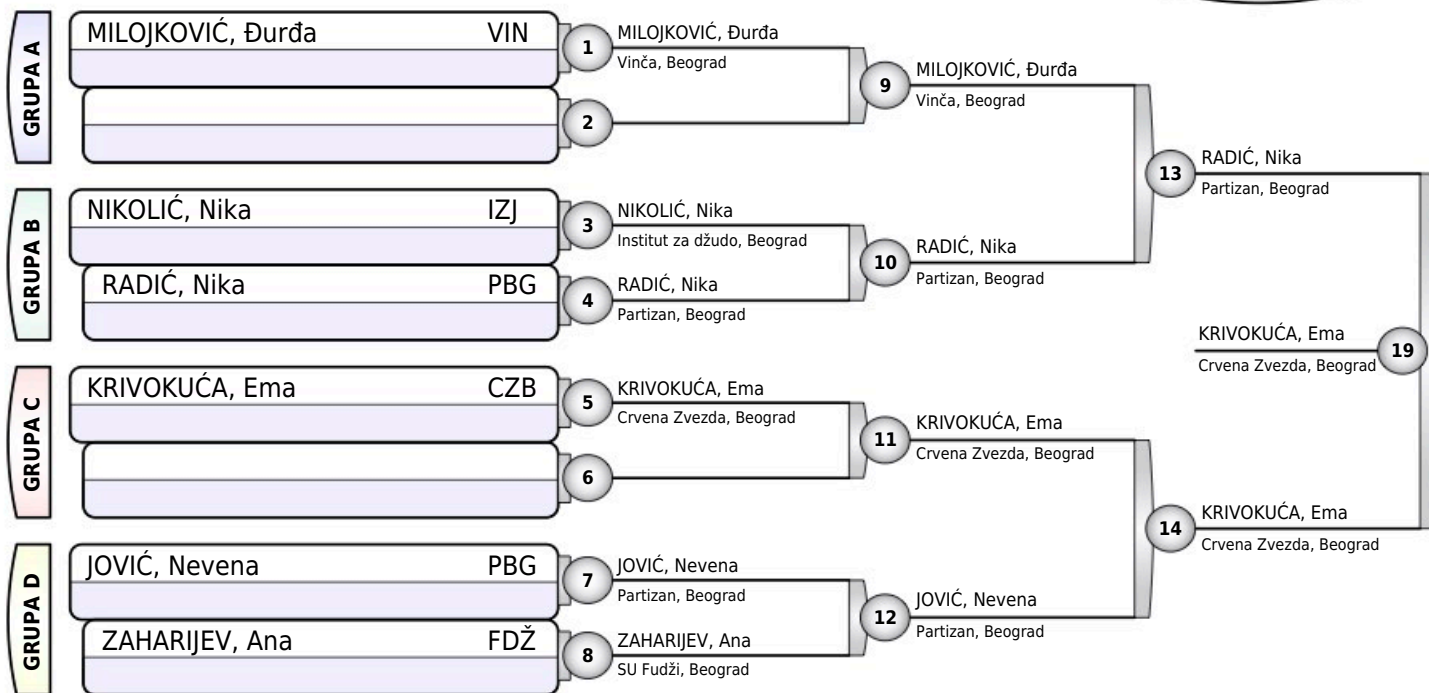 GRUPA A
MILOJKOVIĆ, Đurđa VIN
1
MILOJKOVIĆ, Đurđa
Vinča, Beograd
2
9
MILOJKOVIĆ, Đurđa
Vinča, Beograd
GRUPA B
NIKOLIĆ, Nika IZJ
3
NIKOLIĆ, Nika
Institut za džudo, Beograd
RADIĆ, Nika PBG
4
RADIĆ, Nika
Partizan, Beograd
10
RADIĆ, Nika
Partizan, Beograd
13
RADIĆ, Nika
Partizan, Beograd
GRUPA C
KRIVOKUĆA, Ema CZB
5
KRIVOKUĆA, Ema
Crvena Zvezda, Beograd
6
11
KRIVOKUĆA, Ema
Crvena Zvezda, Beograd
GRUPA D
JOVIĆ, Nevena PBG
7
JOVIĆ, Nevena
Partizan, Beograd
ZAHARIJEV, Ana FDŽ
8
ZAHARIJEV, Ana
SU Fudži, Beograd
12
JOVIĆ, Nevena
Partizan, Beograd
14
KRIVOKUĆA, Ema
Crvena Zvezda, Beograd
KRIVOKUĆA, Ema
Crvena Zvezda, Beograd
19